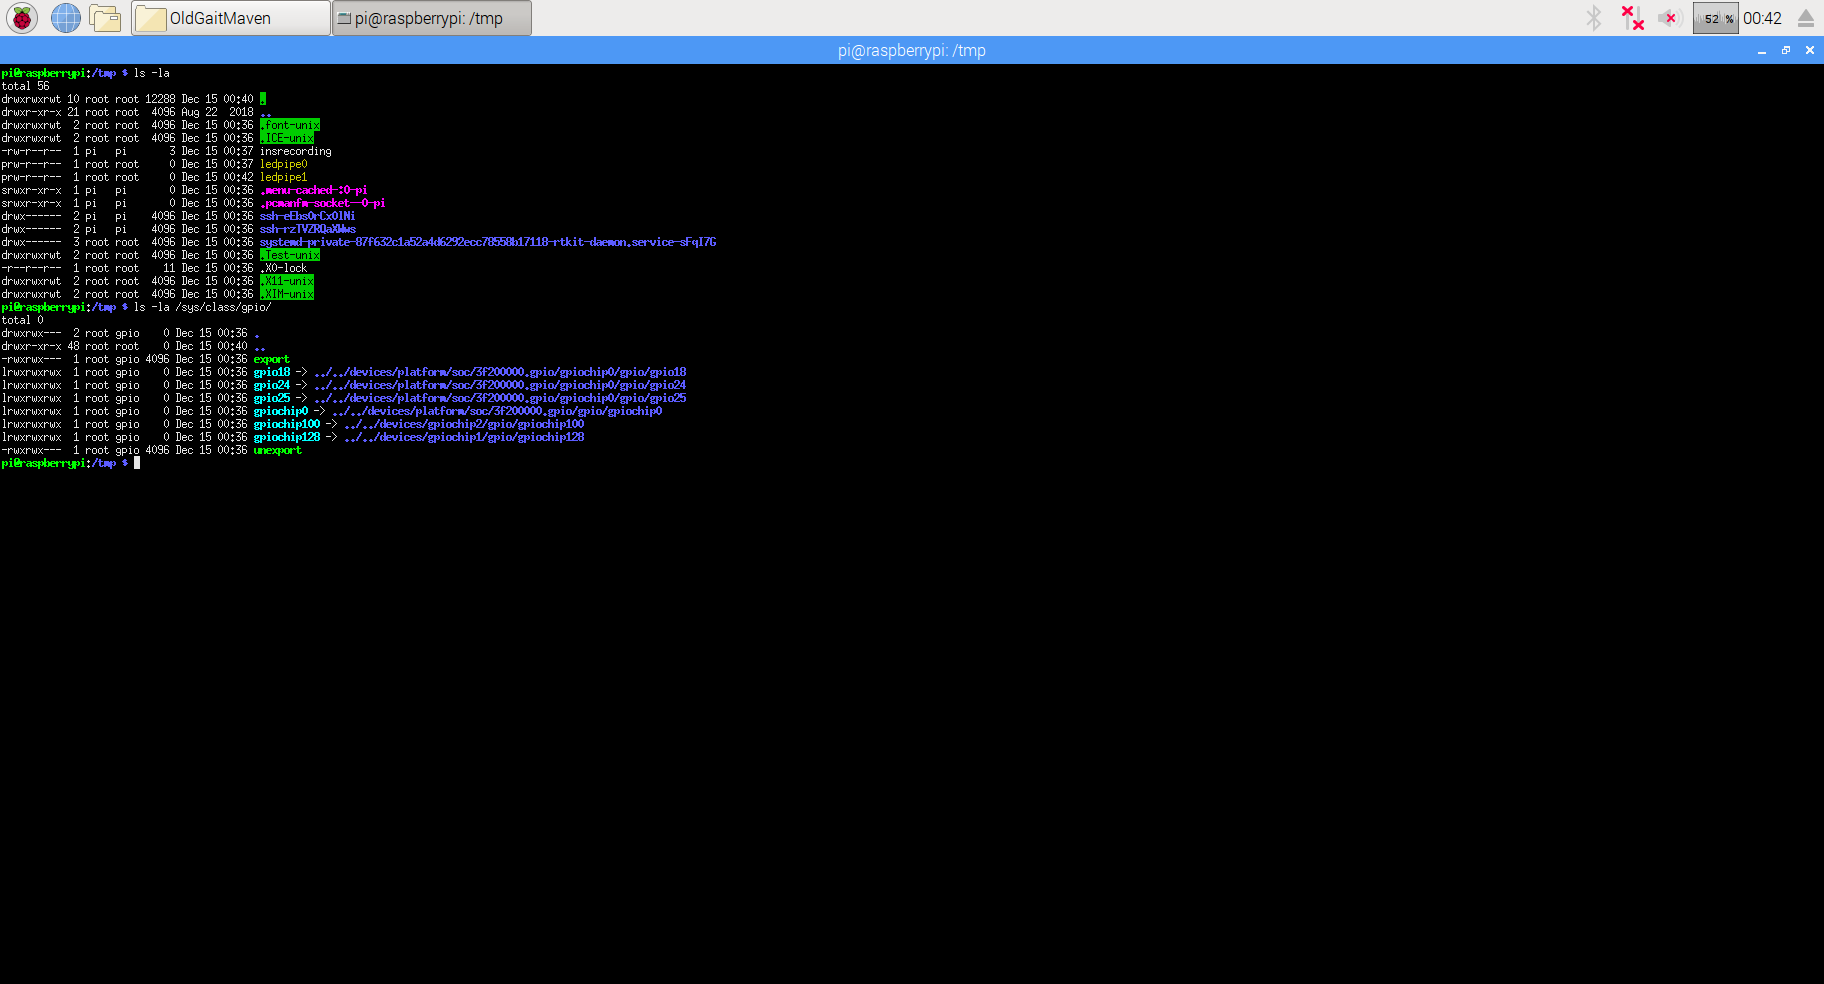 OldGaitMaven pi@raspberrypi: /tmp 52 % 00:42
pi@raspberrypi: /tmp
pi@raspberrypi:/tmp $ ls -la
total 56
drwxrwxrwt 10 root root 12288 Dec 15 00:40 .
drwxr-xr-x 21 root root  4096 Aug 22  2018 ..
drwxrwxrwt  2 root root  4096 Dec 15 00:36 .font-unix
drwxrwxrwt  2 root root  4096 Dec 15 00:36 .ICE-unix
-rw-r--r--  1 pi   pi       3 Dec 15 00:37 insrecording
prw-r--r--  1 root root     0 Dec 15 00:37 ledpipe0
prw-r--r--  1 root root     0 Dec 15 00:42 ledpipe1
srwxr-xr-x  1 pi   pi       0 Dec 15 00:36 .menu-cached-:0-pi
srwxr-xr-x  1 pi   pi       0 Dec 15 00:36 .pcmanfm-socket--0-pi
drwx------  2 pi   pi    4096 Dec 15 00:36 ssh-eEbsOrCxOlNi
drwx------  2 pi   pi    4096 Dec 15 00:36 ssh-rzTVZRQaXWws
drwx------  3 root root  4096 Dec 15 00:36 systemd-private-87f632c1a52a4d6292ecc78558b17118-rtkit-daemon.service-sFqI7G
drwxrwxrwt  2 root root  4096 Dec 15 00:36 .Test-unix
-r--r--r--  1 root root    11 Dec 15 00:36 .X0-lock
drwxrwxrwt  2 root root  4096 Dec 15 00:36 .X11-unix
drwxrwxrwt  2 root root  4096 Dec 15 00:36 .XIM-unix
pi@raspberrypi:/tmp $ ls -la /sys/class/gpio/
total 0
drwxrwx---  2 root gpio    0 Dec 15 00:36 .
drwxr-xr-x 48 root root    0 Dec 15 00:40 ..
-rwxrwx---  1 root gpio 4096 Dec 15 00:36 export
lrwxrwxrwx  1 root gpio    0 Dec 15 00:36 gpio18 -> ../../devices/platform/soc/3f200000.gpio/gpiochip0/gpio/gpio18
lrwxrwxrwx  1 root gpio    0 Dec 15 00:36 gpio24 -> ../../devices/platform/soc/3f200000.gpio/gpiochip0/gpio/gpio24
lrwxrwxrwx  1 root gpio    0 Dec 15 00:36 gpio25 -> ../../devices/platform/soc/3f200000.gpio/gpiochip0/gpio/gpio25
lrwxrwxrwx  1 root gpio    0 Dec 15 00:36 gpiochip0 -> ../../devices/platform/soc/3f200000.gpio/gpio/gpiochip0
lrwxrwxrwx  1 root gpio    0 Dec 15 00:36 gpiochip100 -> ../../devices/gpiochip2/gpio/gpiochip100
lrwxrwxrwx  1 root gpio    0 Dec 15 00:36 gpiochip128 -> ../../devices/gpiochip1/gpio/gpiochip128
-rwxrwx---  1 root gpio 4096 Dec 15 00:36 unexport
pi@raspberrypi:/tmp $